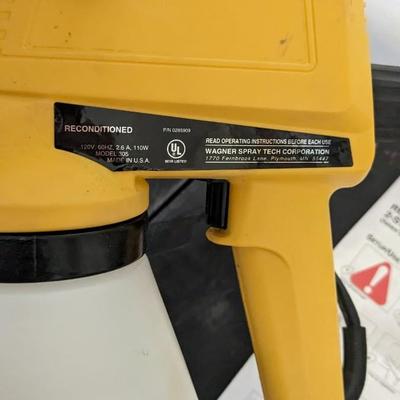 RECONDITIONED
P/N 0285909
120V, 60HZ, 2.6 A, 110W
MODEL 305
MADE IN U.S.A.
UL
READ OPERATING INSTRUCTIONS BEFORE EACH USE
WAGNER SPRAY TECH CORPORATION
1770 Fernbrook Lane, Plymouth, MN 55447